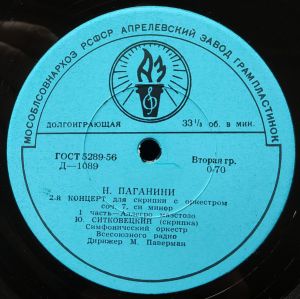 МОСОБЛСОВНАРХОЗ РСФСР АПРЕЛЕВСКИЙ ЗАВОД ГРАМПЛАСТИНОК
АЗ
ДОЛГОИГРАЮЩАЯ 33⅓ об. в мин.
ГОСТ 5289-56 Вторая гр.
Д—1089 0-70
Н. ПАГАНИНИ
2-й КОНЦЕРТ для скрипки с оркестром
соч. 7, си минор
1 часть—Аллегро маэстозо
Ю. СИТКОВЕЦКИЙ (скрипка)
Симфонический оркестр
Всесоюзного радио
Дирижер М. Паверман